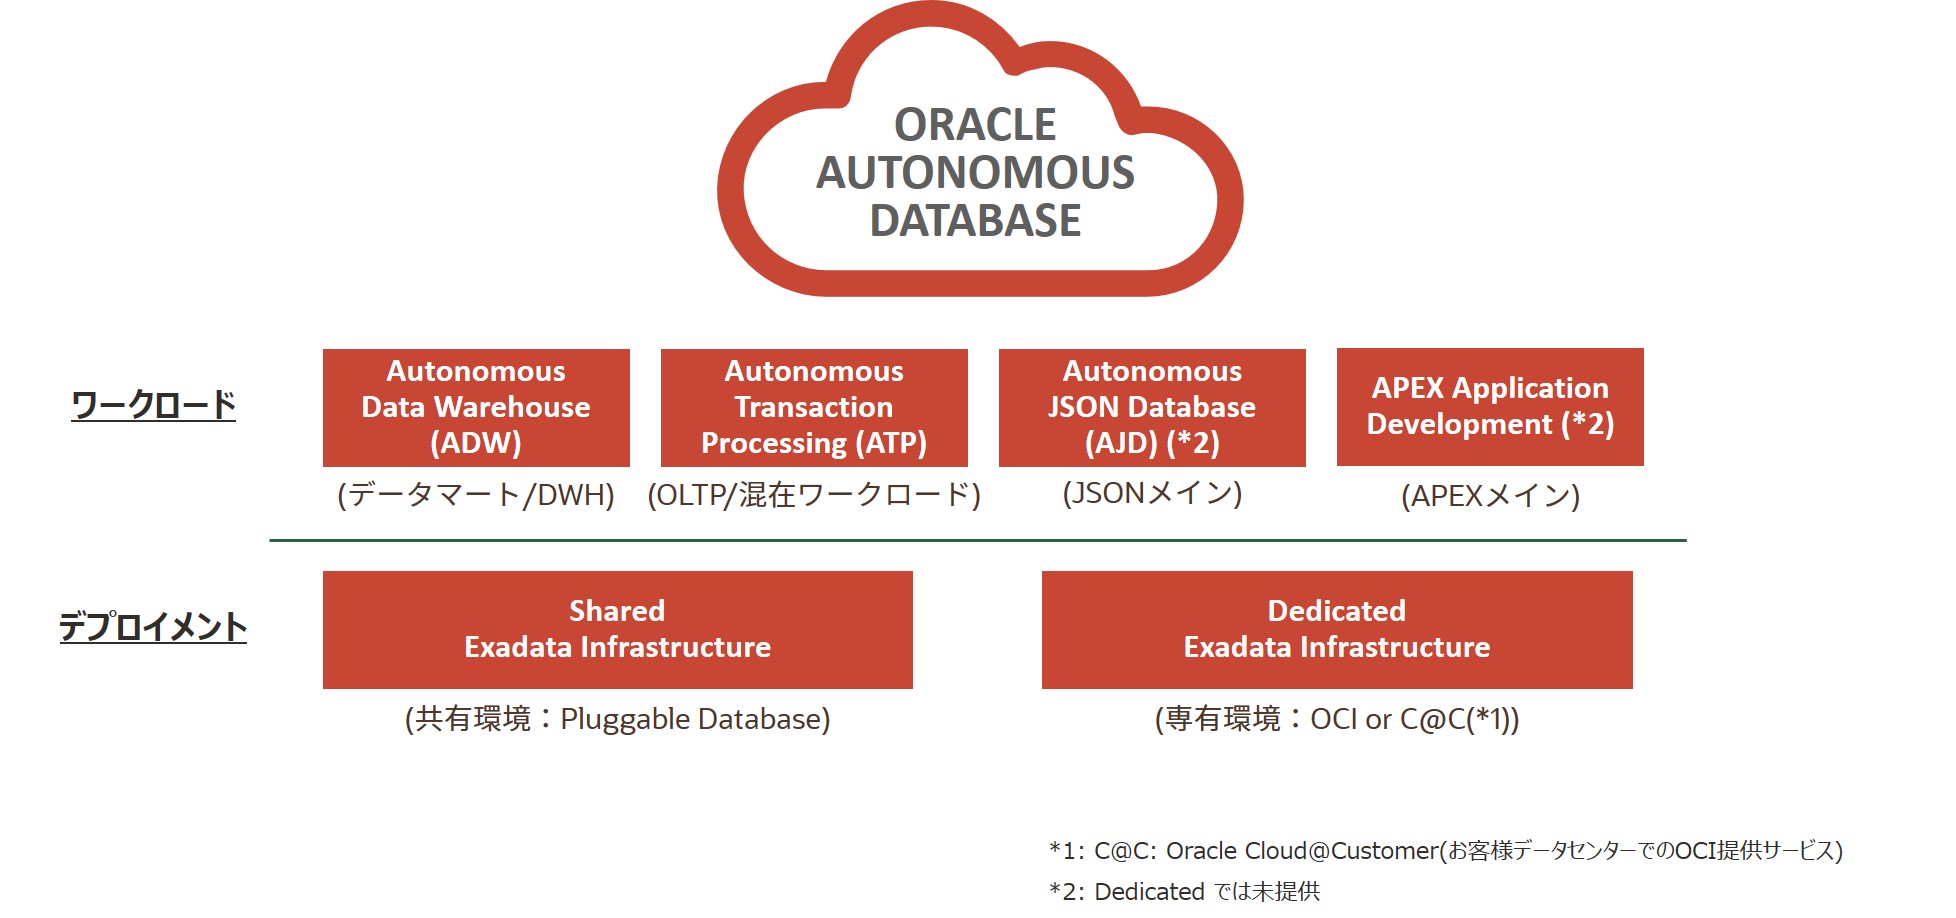 ORACLE
AUTONOMOUS
DATABASE
ワークロード
Autonomous
Data Warehouse
(ADW)
(データマート/DWH)
Autonomous
Transaction
Processing (ATP)
(OLTP/混在ワークロード)
Autonomous
JSON Database
(AJD) (*2)
(JSONメイン)
APEX Application
Development (*2)
(APEXメイン)
デプロイメント
Shared
Exadata Infrastructure
(共有環境：Pluggable Database)
Dedicated
Exadata Infrastructure
(専有環境：OCI or C@C(*1))
*1: C@C: Oracle Cloud@Customer(お客様データセンターでのOCI提供サービス)
*2: Dedicated では未提供